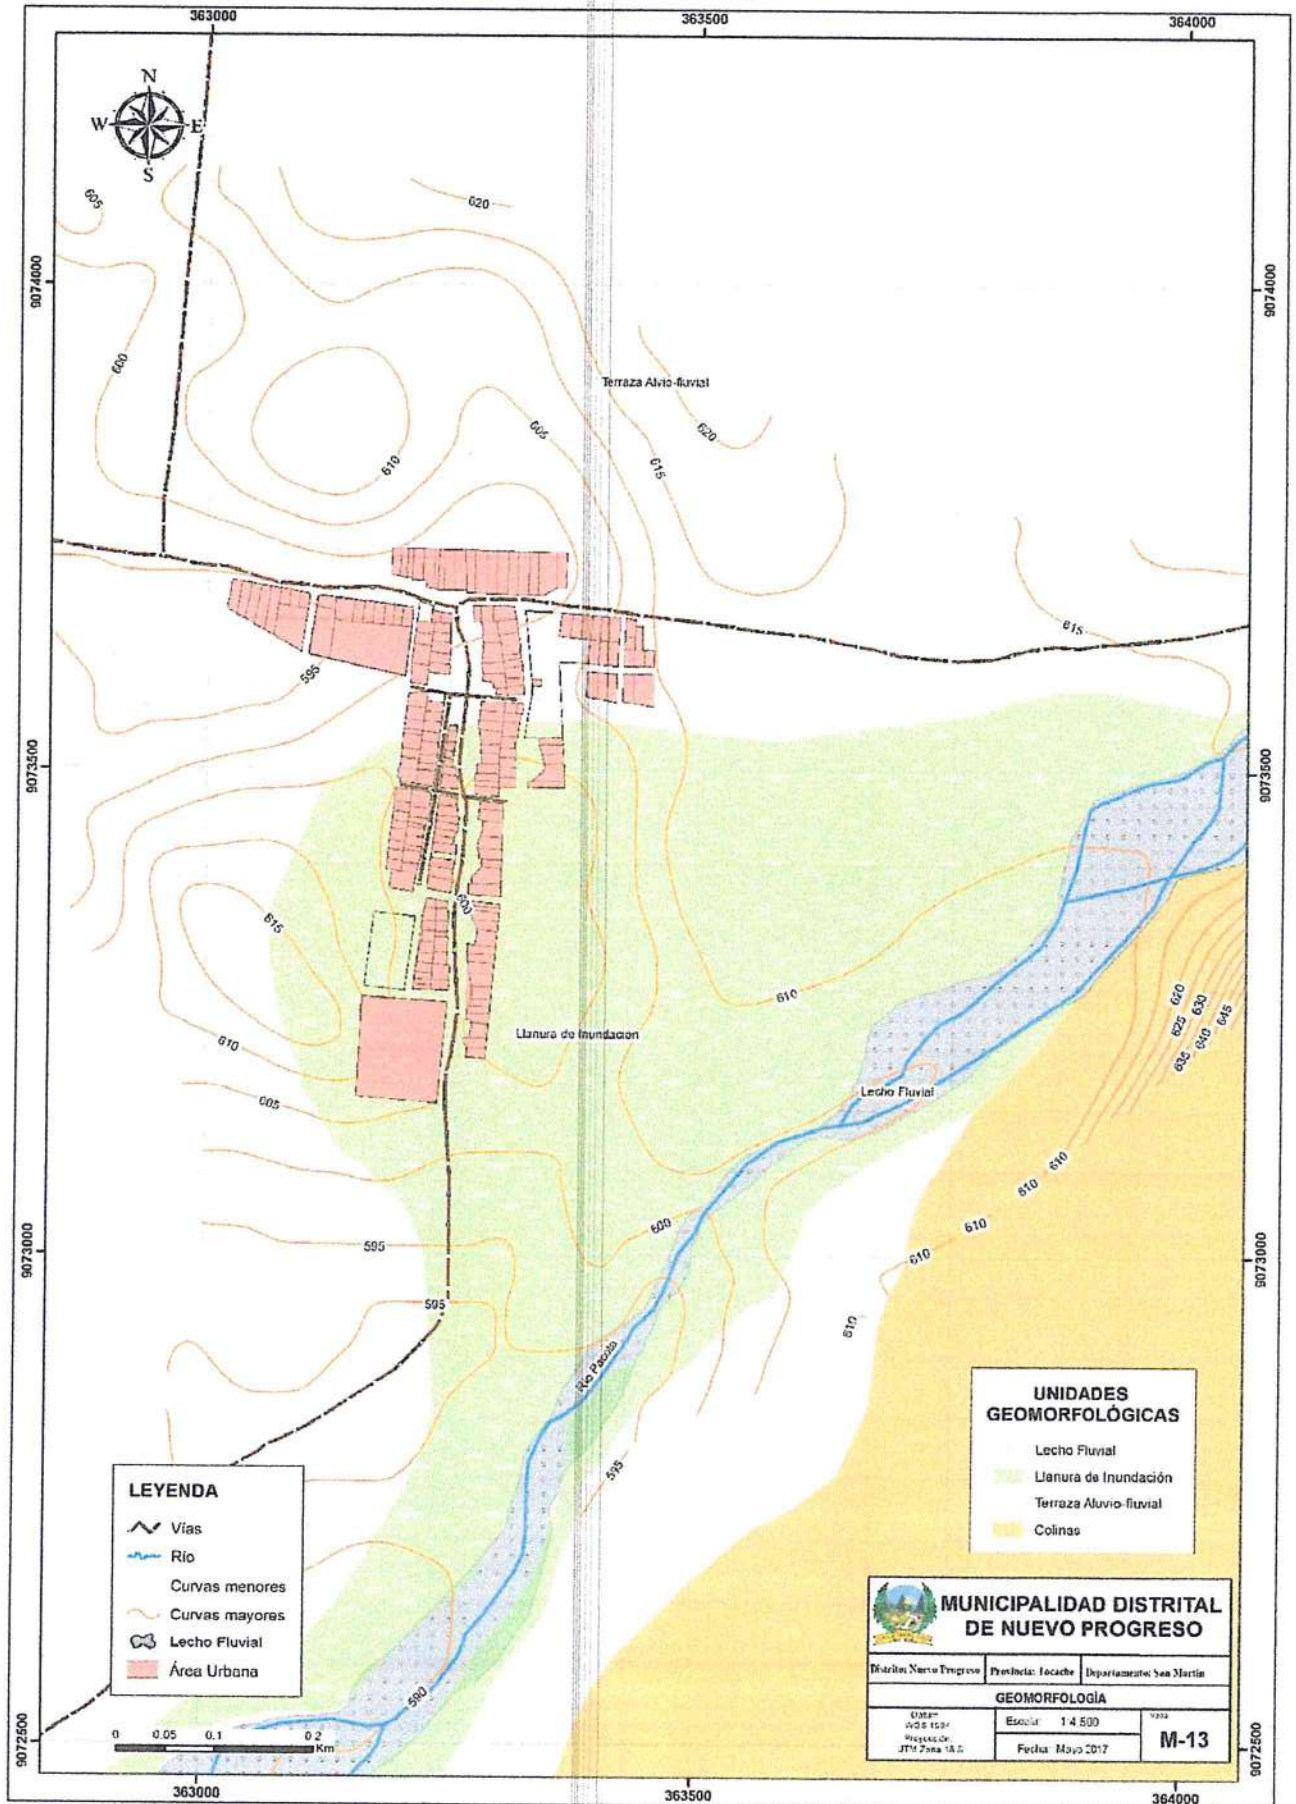 363000
363500
364000
N
W E
S
605
620
9074000
9074000
600
Terraza Alvio-fluvial
605
620
610
615
615
595
9073500
9073500
600
615
610
620
630
645
Llanura de Inundación
625
640
610
635
Lecho Fluvial
605
610
610
600
610
595
610
9073000
9073000
595
610
Río Pacota
UNIDADES
GEOMORFOLÓGICAS
Lecho Fluvial
Llanura de Inundación
Terraza Aluvio-fluvial
Colinas
595
LEYENDA
Vías
Río
Curvas menores
Curvas mayores
Lecho Fluvial
Área Urbana
590
MUNICIPALIDAD DISTRITAL
DE NUEVO PROGRESO
Distrito: Nuevo Progreso
Provincia: Tocache
Departamento: San Martín
GEOMORFOLOGÍA
Escala: 1:4 500
Fecha: Mayo 2017
M-13
0 0.05 0.1 0.2
Km
9072500
9072500
363000
363500
364000